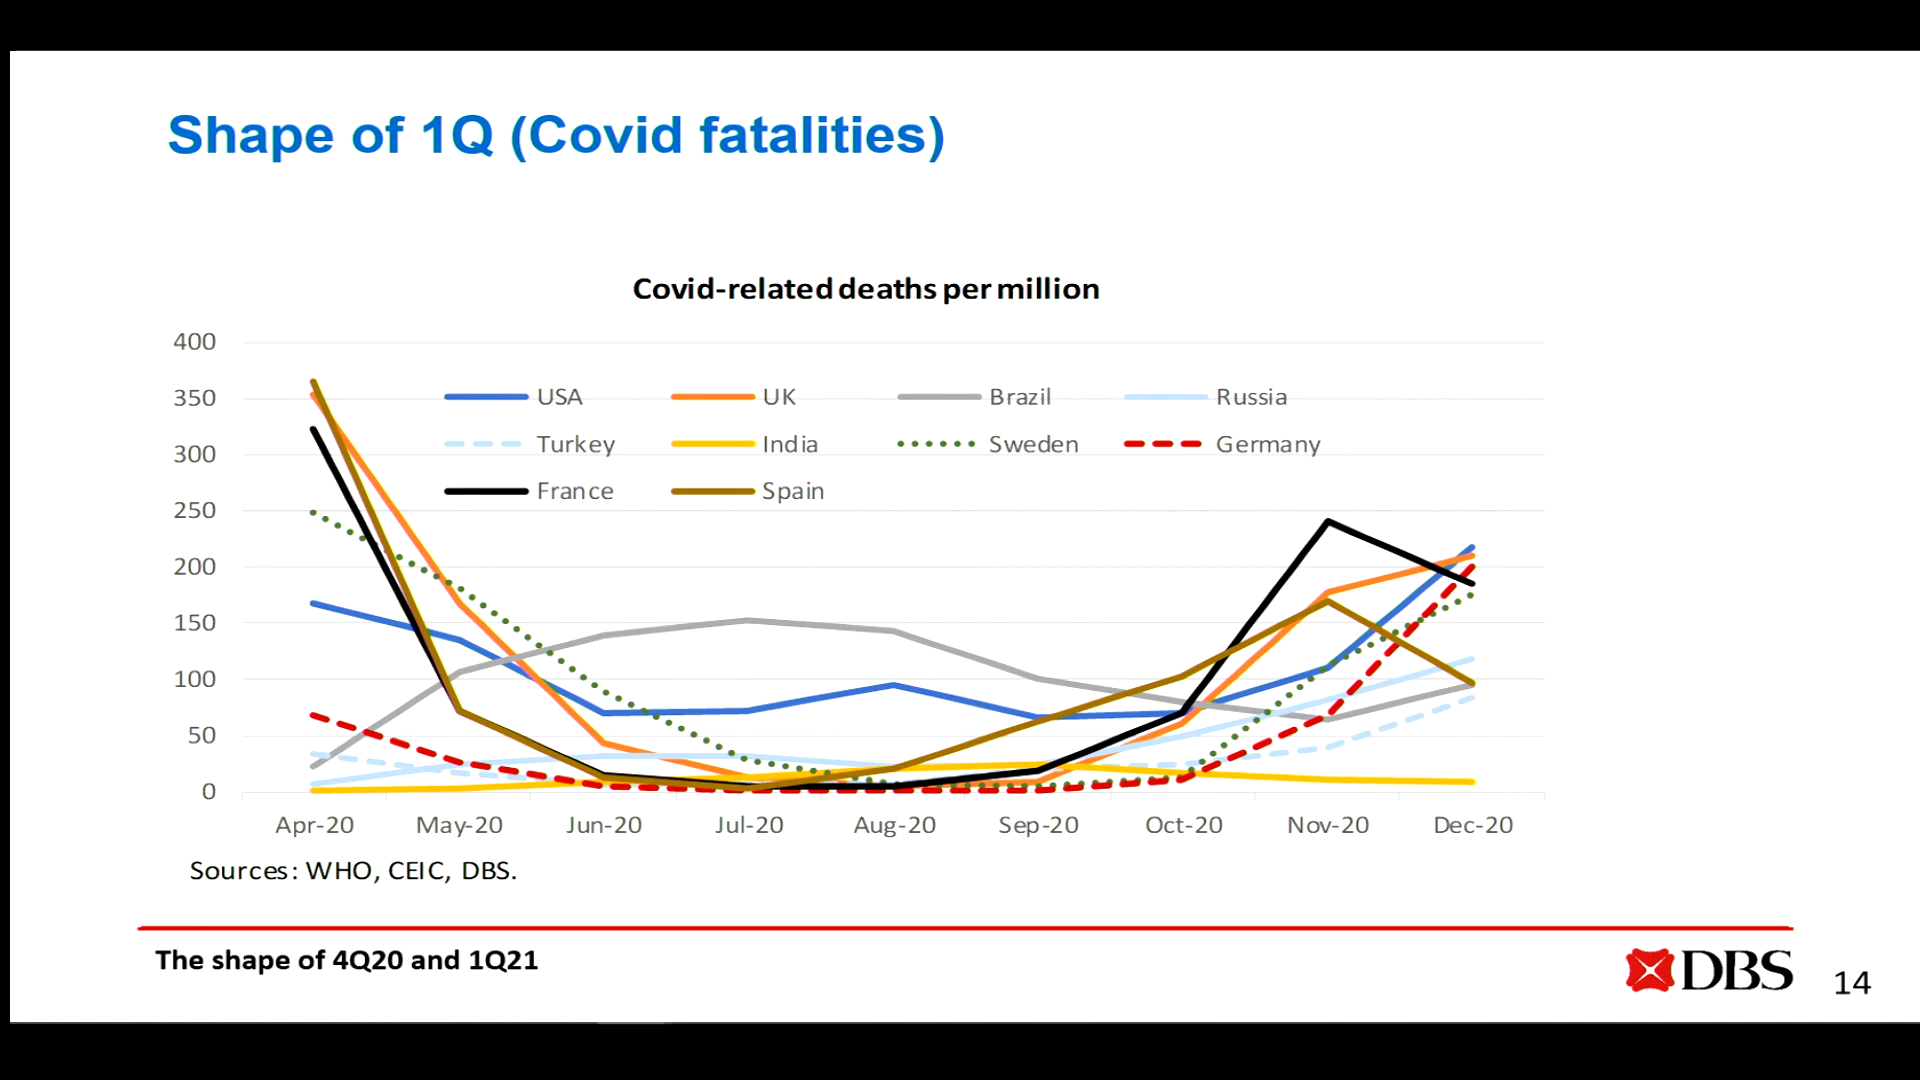 Shape of 1Q (Covid fatalities)
Covid-related deaths per million
400
350
300
250
200
150
100
50
0
USA UK Brazil Russia
Turkey India Sweden Germany
France Spain
Apr-20 May-20 Jun-20 Jul-20 Aug-20 Sep-20 Oct-20 Nov-20 Dec-20
Sources: WHO, CEIC, DBS.
The shape of 4Q20 and 1Q21
DBS
14